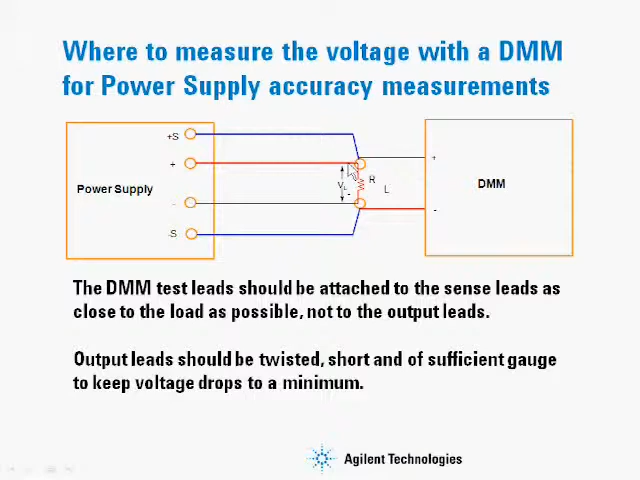 Where to measure the voltage with a DMM
for Power Supply accuracy measurements
+S
+
-
-S
Power Supply
V L
-
R
L
+
-
DMM
The DMM test leads should be attached to the sense leads as
close to the load as possible, not to the output leads.
Output leads should be twisted, short and of sufficient gauge
to keep voltage drops to a minimum.
Agilent Technologies